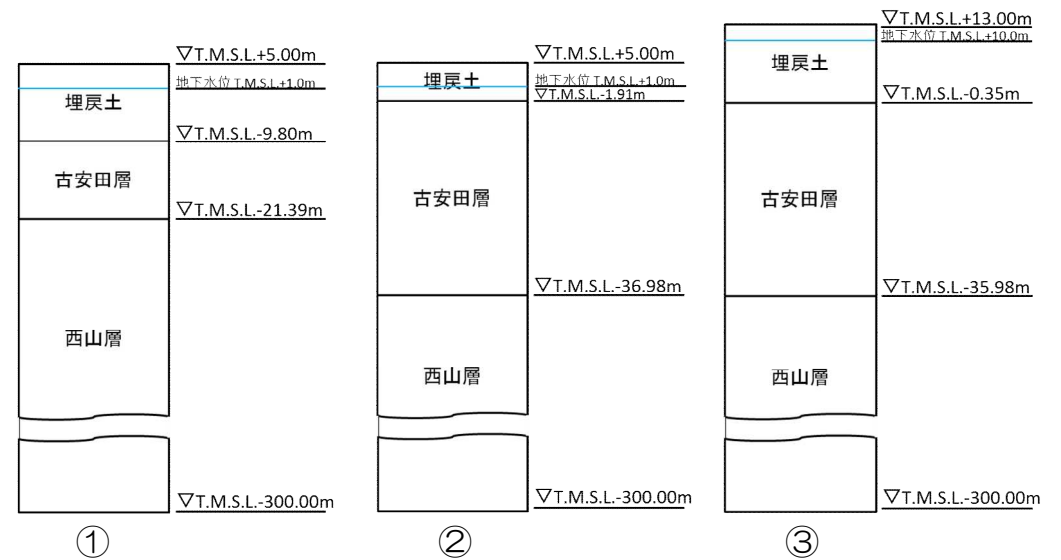 ▽T.M.S.L.+5.00m
地下水位 T.M.S.L.+1.0m
埋戻土
▽T.M.S.L.-9.80m
古安田層
▽T.M.S.L.-21.39m
西山層
▽T.M.S.L.-300.00m
①
▽T.M.S.L.+5.00m
埋戻土
地下水位 T.M.S.L.+1.0m
▽T.M.S.L.-1.91m
古安田層
▽T.M.S.L.-36.98m
西山層
▽T.M.S.L.-300.00m
②
▽T.M.S.L.+13.00m
地下水位 T.M.S.L.+10.0m
埋戻土
▽T.M.S.L.-0.35m
古安田層
▽T.M.S.L.-35.98m
西山層
▽T.M.S.L.-300.00m
③